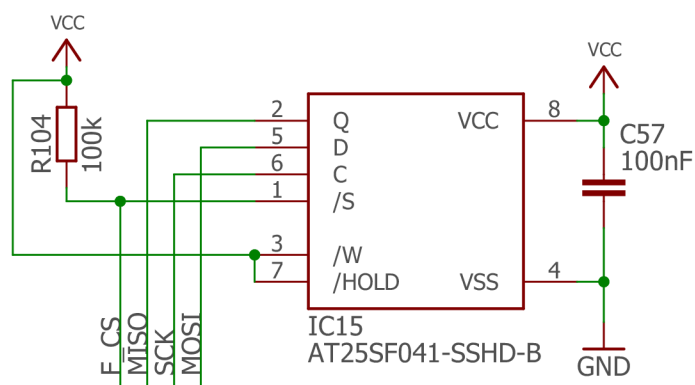 VCC
VCC
R104
100k
2
Q
5
D
6
C
1
/S
3
/W
7
/HOLD
VCC
8
VSS
4
C57
100nF
IC15
AT25SF041-SSHD-B
GND
F_CS
MISO
SCK
MOSI